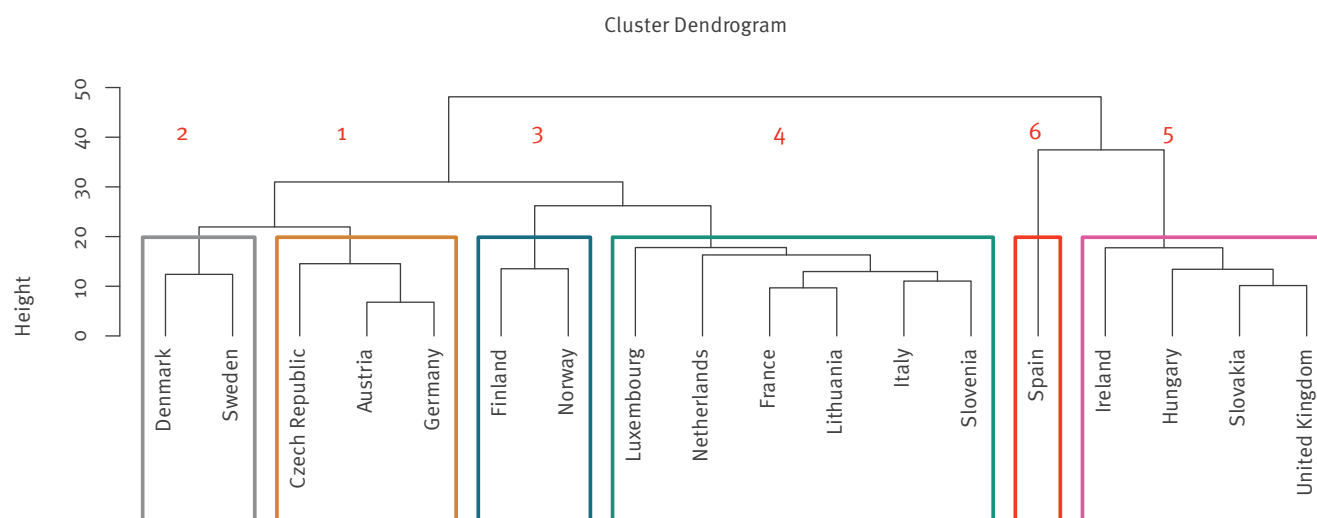 Cluster Dendrogram
Height
50
40
30
20
10
0
2
1
3
4
6
5
Denmark
Sweden
Czech Republic
Austria
Germany
Finland
Norway
Luxembourg
Netherlands
France
Lithuania
Italy
Slovenia
Spain
Ireland
Hungary
Slovakia
United Kingdom